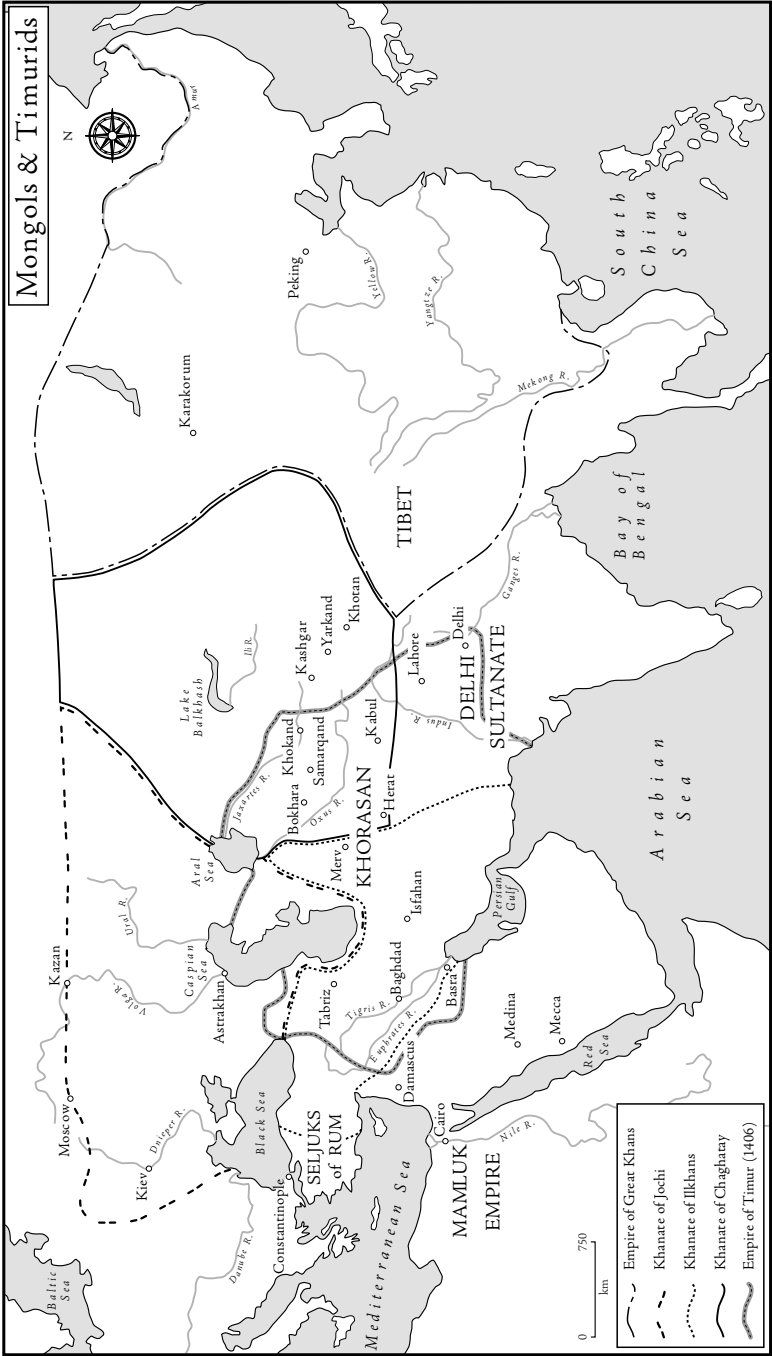 Mongols & Timurids
N
Amur
Baltic
Sea
Moscow
Kazan
Kiev
Dnieper R.
Volga R.
Ural R.
Danube R.
Astrakhan
Caspian
Sea
Aral
Sea
Lake
Balkhash
Ili R.
Karakorum
Peking
Yellow R.
Yangtze R.
Mekong R.
Black Sea
Constantinople
SELJUKS
of RUM
Mediterranean Sea
Tabriz
Tigris R.
Baghdad
Euphrates R.
Damascus
Basra
Isfahan
Merv
KHORASAN
Herat
Jaxartes R.
Oxus R.
Bokhara
Samarqand
Khokand
Kashgar
Yarkand
Khotan
Kabul
Indus R.
Lahore
Delhi
DELHI
SULTANATE
Ganges R.
TIBET
Cairo
MAMLUK
EMPIRE
Nile R.
Medina
Mecca
Red
Sea
Persian
Gulf
Arabian
Sea
Bay of
Bengal
South
China
Sea
0
750
km
Empire of Great Khans
Khanate of Jochi
Khanate of Ilkhans
Khanate of Chaghatay
Empire of Timur (1406)